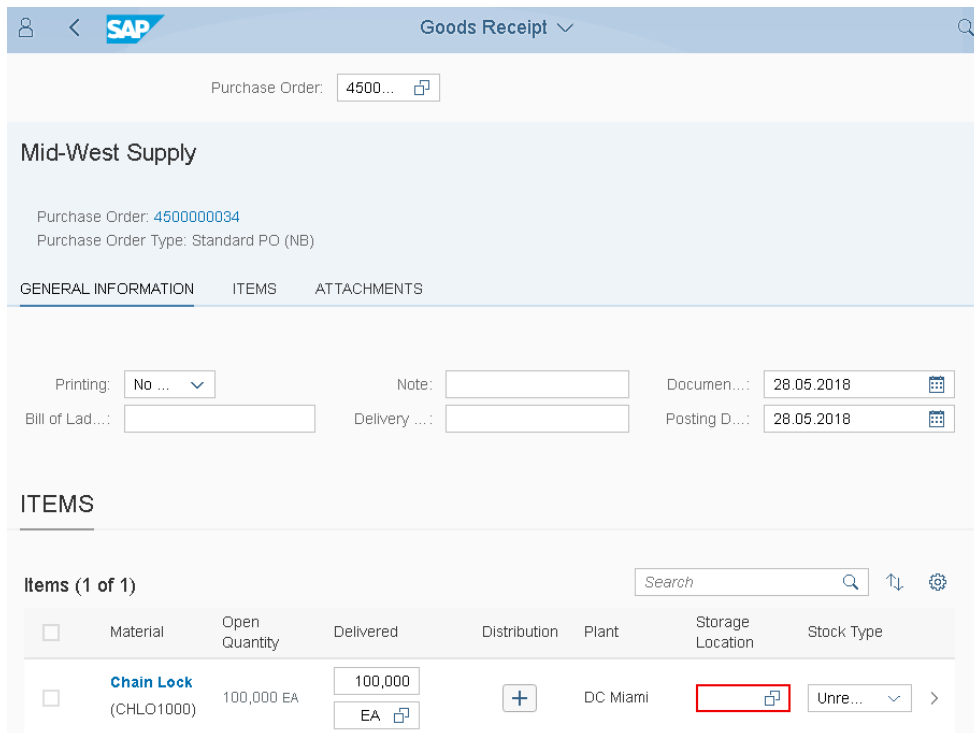 SAP Goods Receipt
Purchase Order: 4500...
Mid-West Supply
Purchase Order: 4500000034
Purchase Order Type: Standard PO (NB)
GENERAL INFORMATION ITEMS ATTACHMENTS
Printing: No ... Note: Documen...: 28.05.2018
Bill of Lad...: Delivery ...: Posting D...: 28.05.2018
ITEMS
Items (1 of 1) Search
Material Open Quantity Delivered Distribution Plant Storage Location Stock Type
Chain Lock (CHLO1000) 100,000 EA 100,000 EA DC Miami Unre...